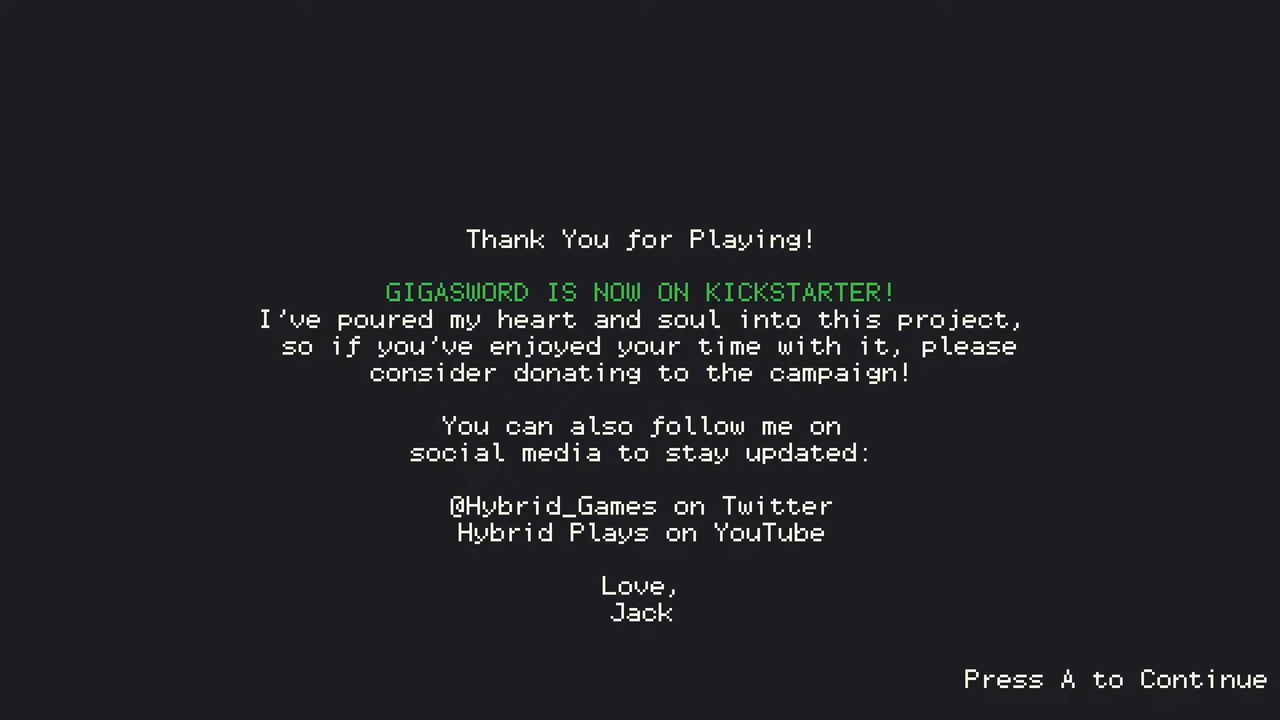 Thank You for Playing!
GIGASWORD IS NOW ON KICKSTARTER!
I've poured my heart and soul into this project,
so if you've enjoyed your time with it, please
consider donating to the campaign!
You can also follow me on
social media to stay updated:
@Hybrid_Games on Twitter
Hybrid Plays on YouTube
Love,
Jack
Press A to Continue